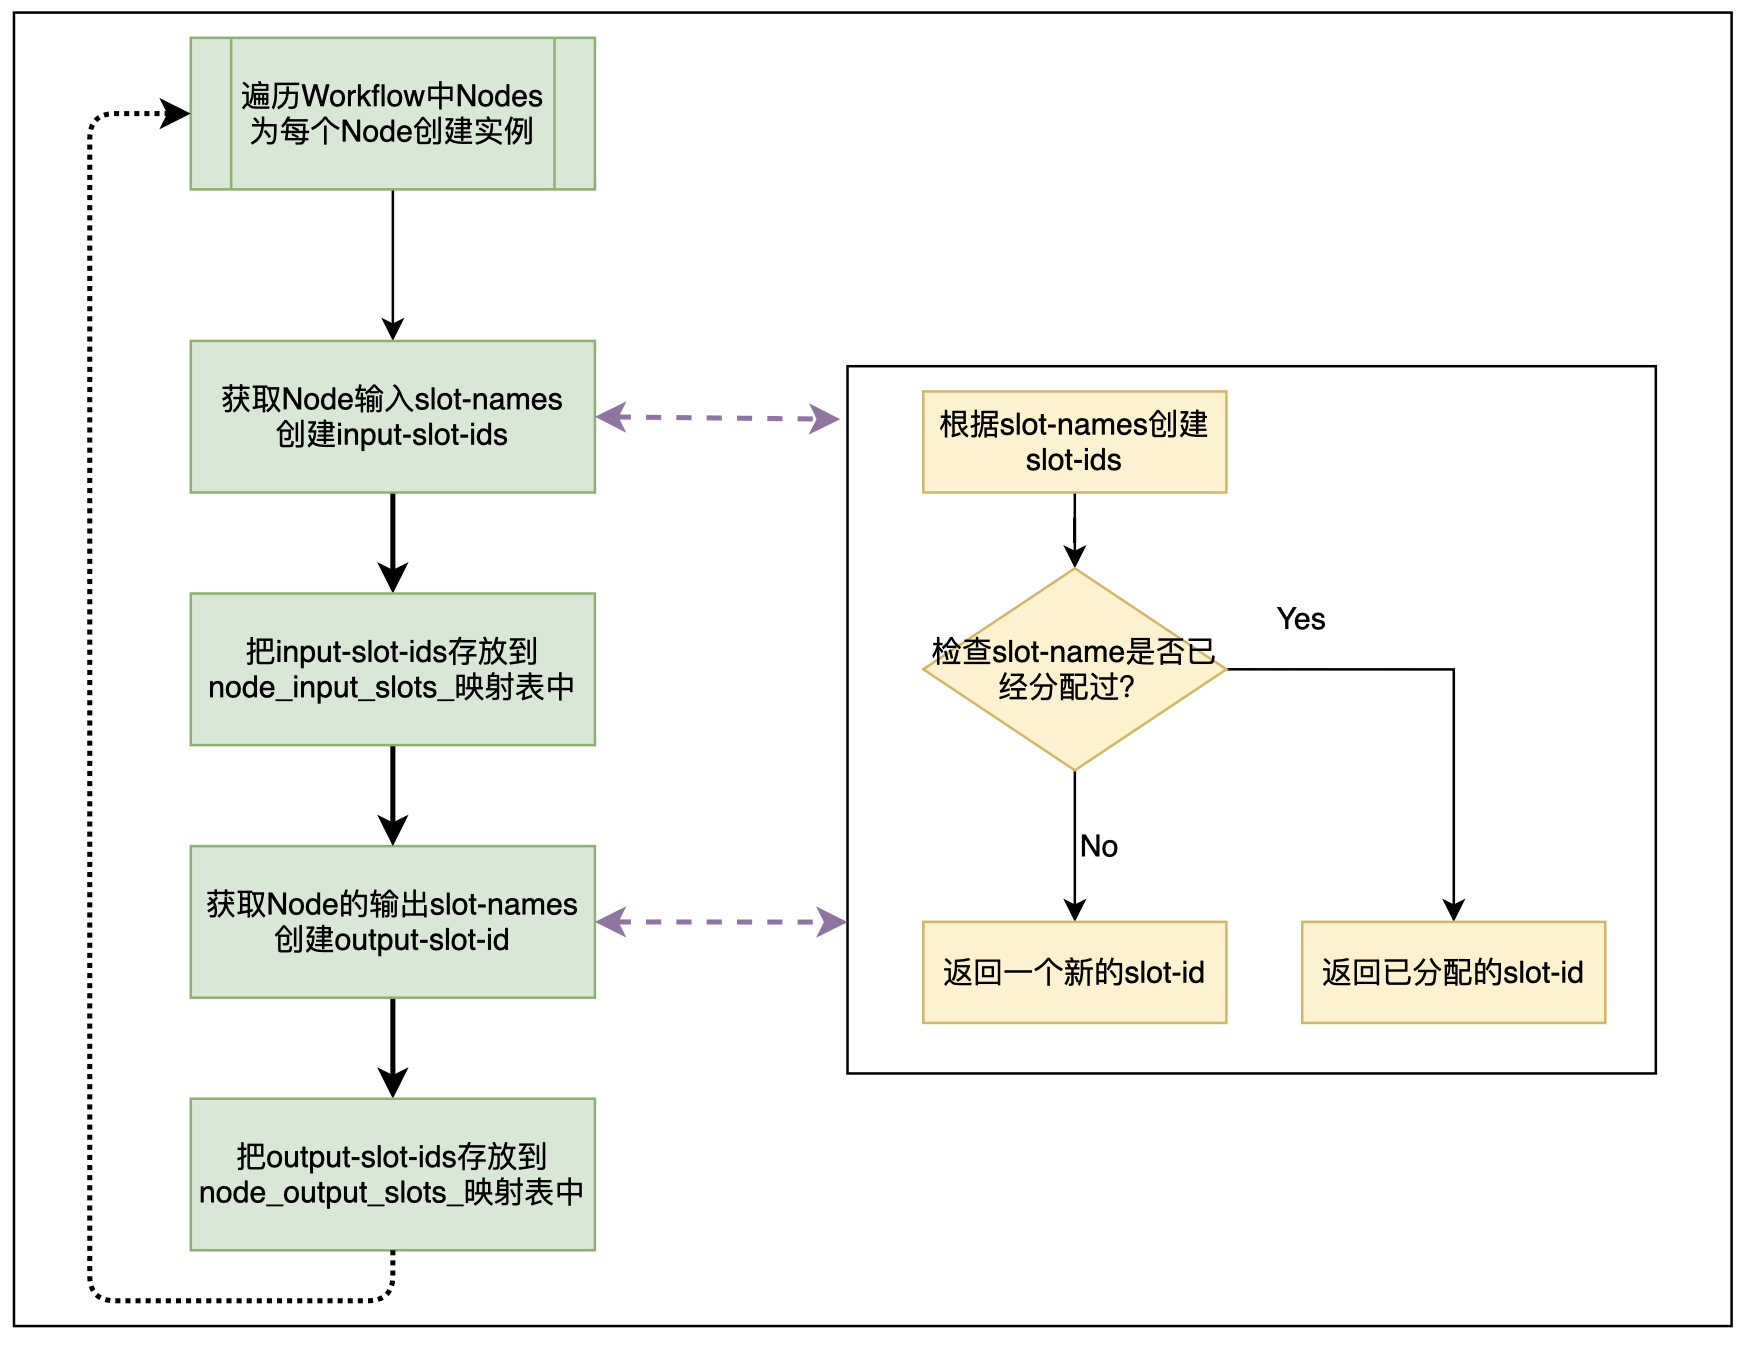 遍历Workflow中Nodes
为每个Node创建实例
获取Node输入slot-names
创建input-slot-ids
把input-slot-ids存放到
node_input_slots_映射表中
获取Node的输出slot-names
创建output-slot-id
把output-slot-ids存放到
node_output_slots_映射表中
根据slot-names创建
slot-ids
检查slot-name是否已
经分配过?
Yes
No
返回一个新的slot-id
返回已分配的slot-id